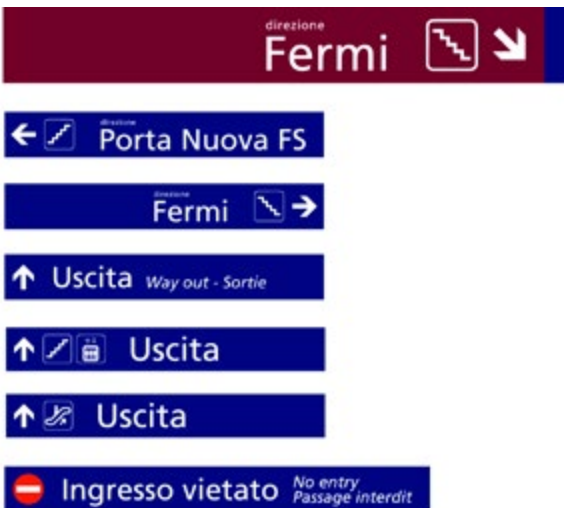 direzione
Fermi
direzione
Porta Nuova FS
direzione
Fermi
Uscita Way out - Sortie
Uscita
Uscita
Ingresso vietato No entry
Passage interdit